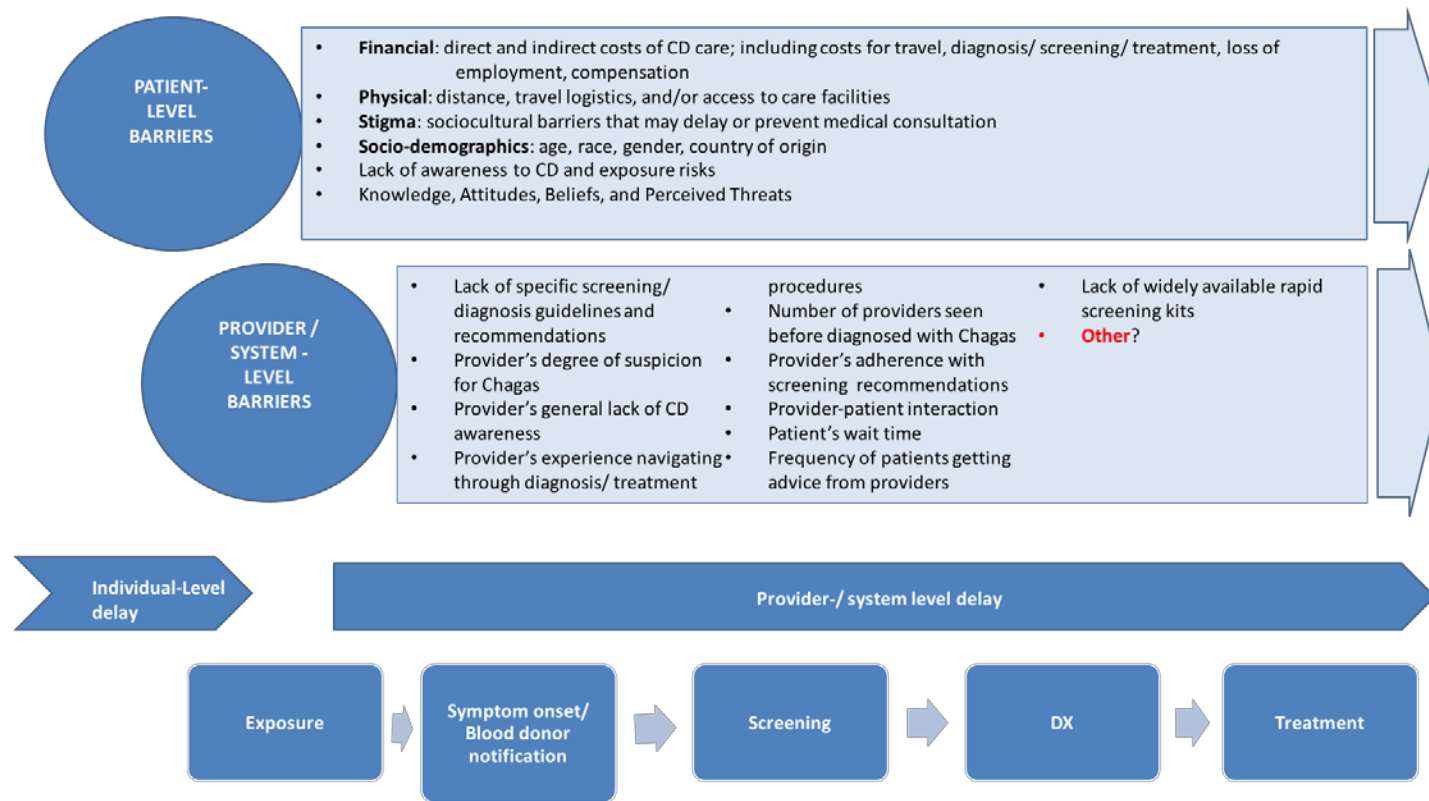 PATIENT-
LEVEL
BARRIERS
• Financial: direct and indirect costs of CD care; including costs for travel, diagnosis/ screening/ treatment, loss of
employment, compensation
• Physical: distance, travel logistics, and/or access to care facilities
• Stigma: sociocultural barriers that may delay or prevent medical consultation
• Socio-demographics: age, race, gender, country of origin
• Lack of awareness to CD and exposure risks
• Knowledge, Attitudes, Beliefs, and Perceived Threats
PROVIDER /
SYSTEM -
LEVEL
BARRIERS
• Lack of specific screening/
diagnosis guidelines and
recommendations
• Provider’s degree of suspicion
for Chagas
• Provider’s general lack of CD
awareness
• Provider’s experience navigating
through diagnosis/ treatment
procedures
• Number of providers seen
before diagnosed with Chagas
• Provider’s adherence with
screening recommendations
• Provider-patient interaction
• Patient’s wait time
• Frequency of patients getting
advice from providers
• Lack of widely available rapid
screening kits
• Other?
Individual-Level
delay
Provider-/ system level delay
Exposure
Symptom onset/
Blood donor
notification
Screening
DX
Treatment